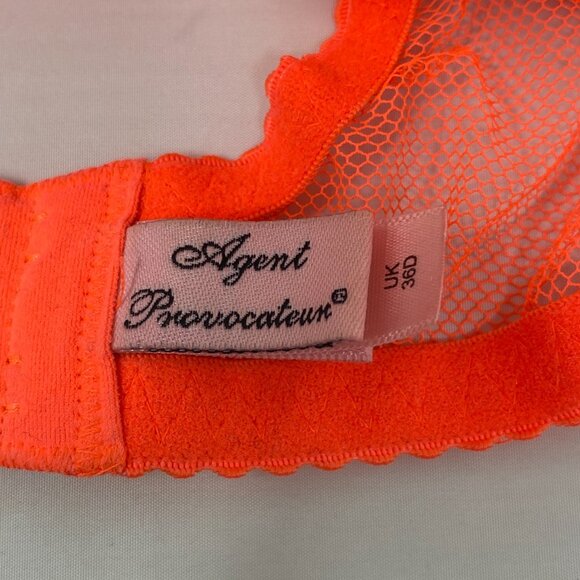 Agent
Provocateur®
UK
36D